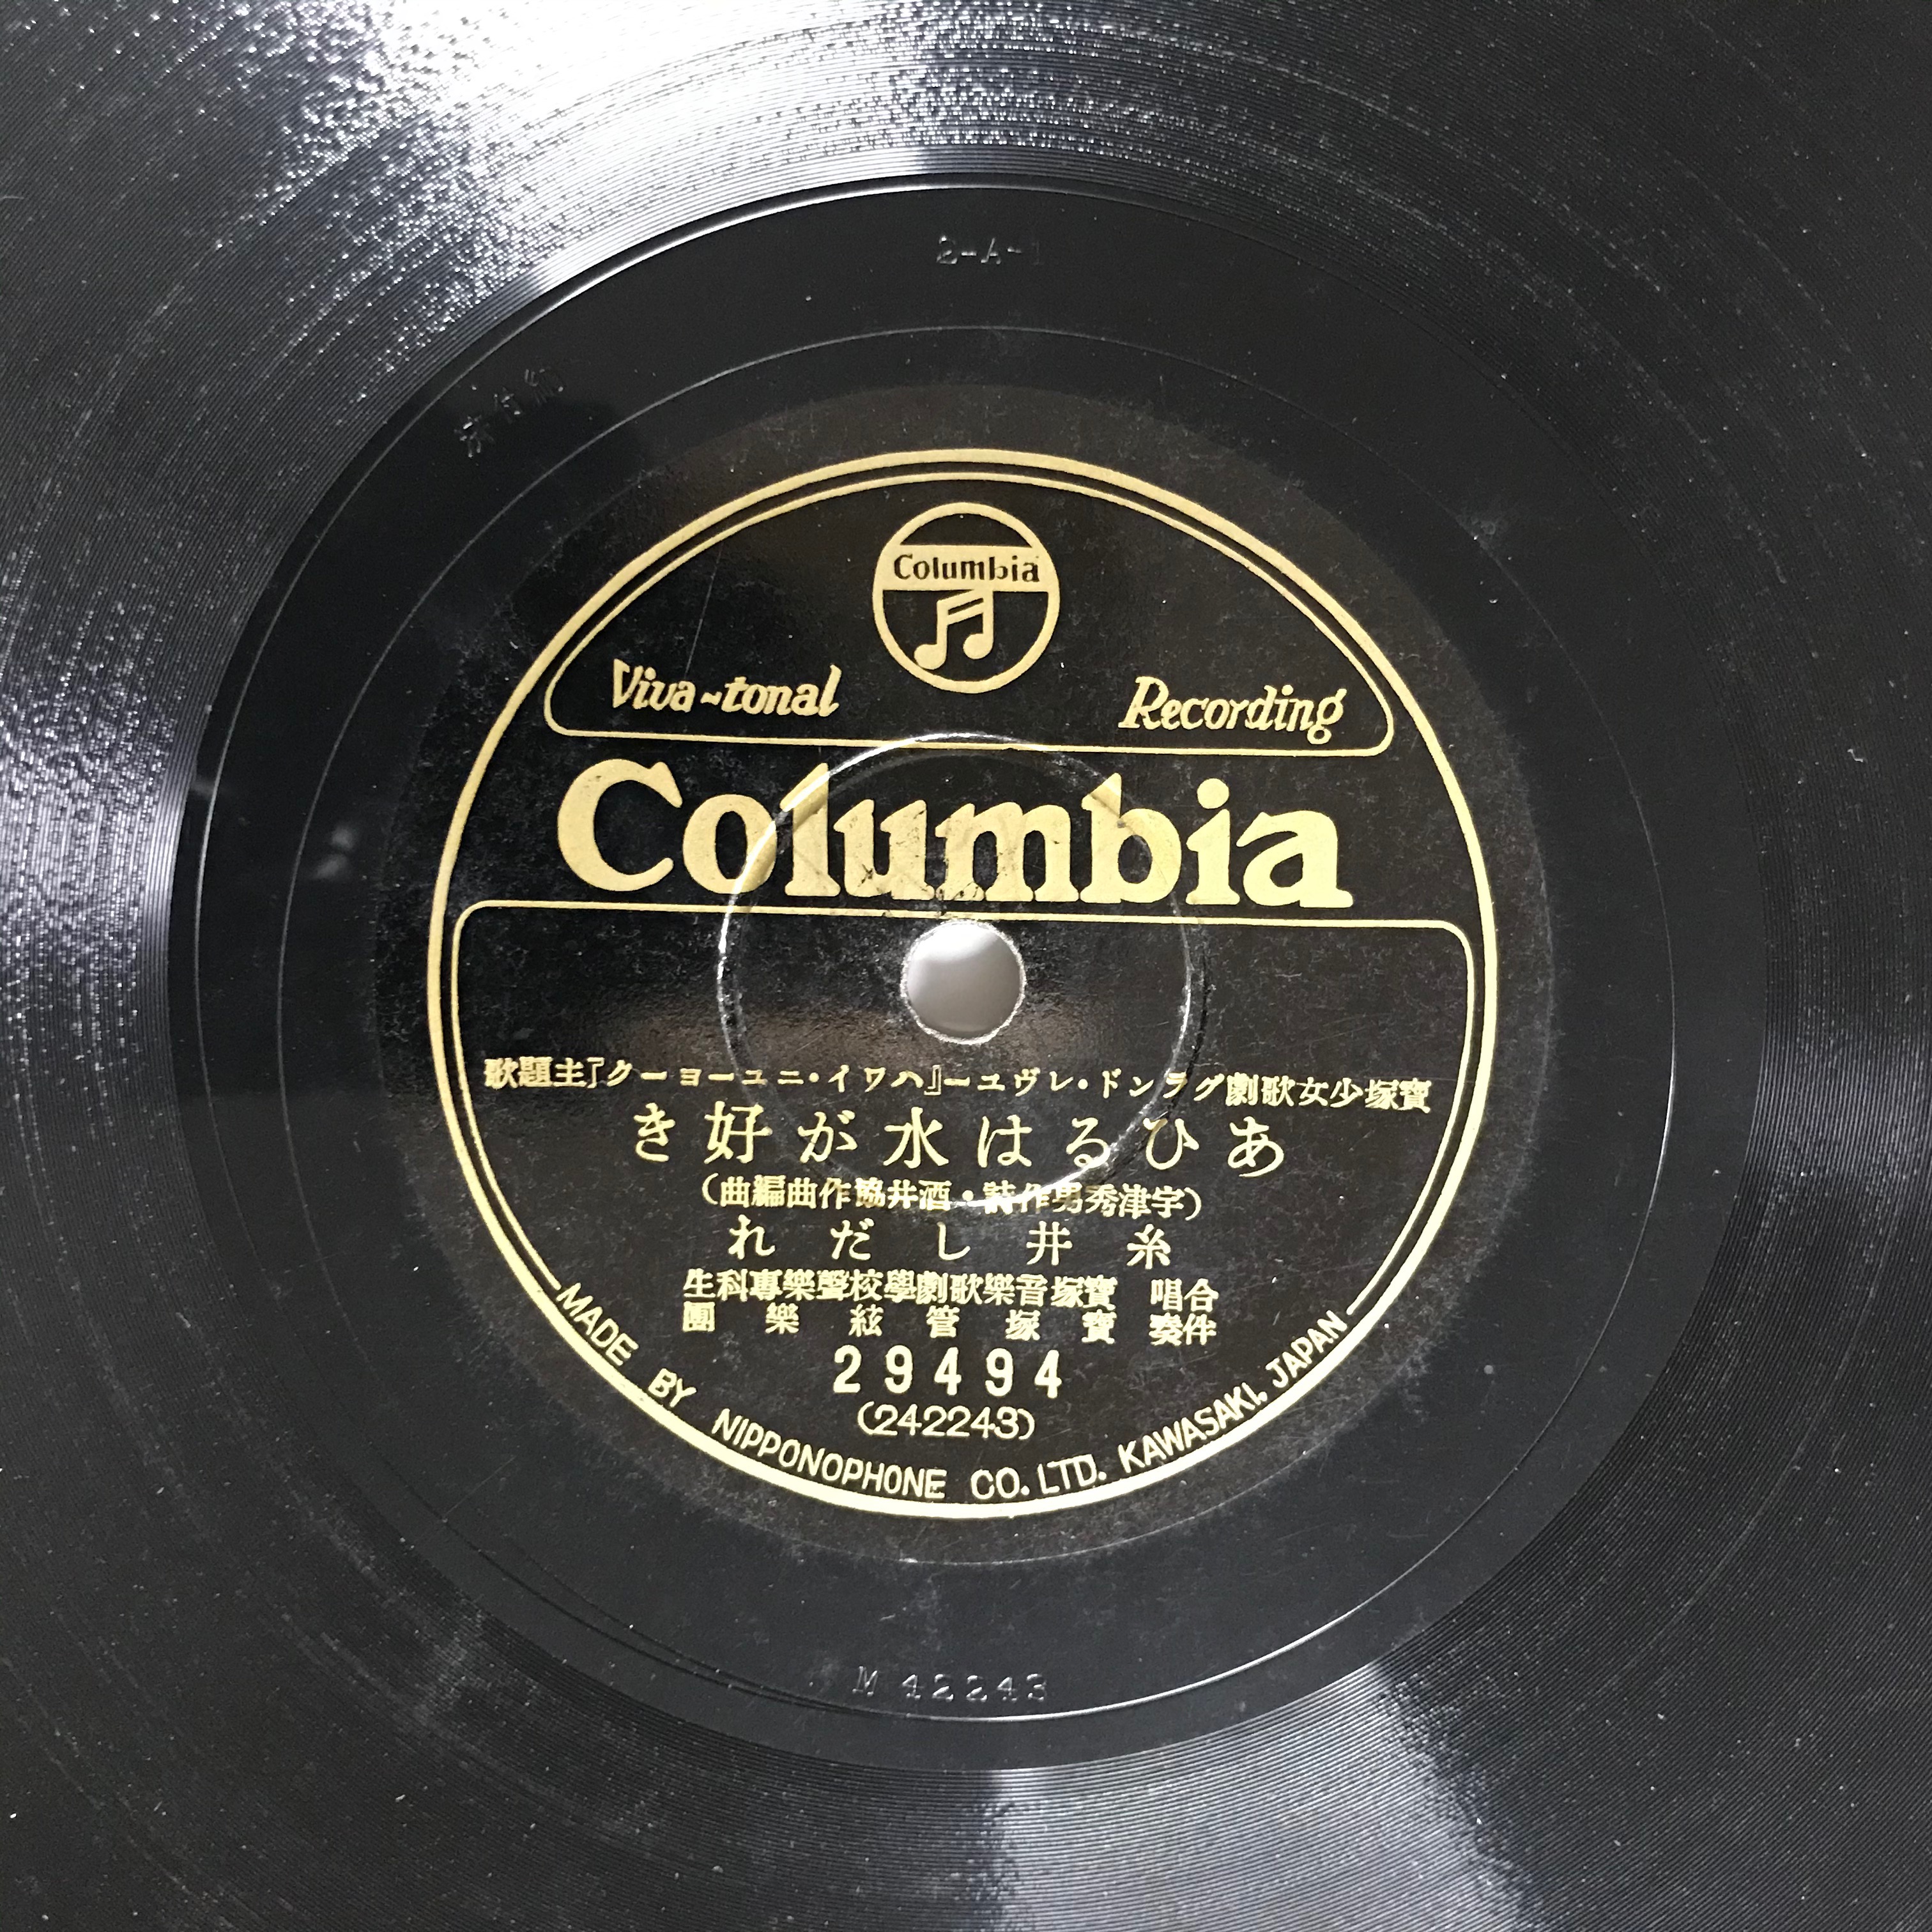 2-A-1
Columbia
Viva-tonal Recording
Columbia
寶塚少女歌劇グランド・レヴユー『ハワイ・ニユーヨーク』主題歌
あひるは水が好き
(宇津秀男作詩・酒井協作曲編曲)
糸井しだれ
合唱 寶塚音樂歌劇學校聲樂專科生
伴奏 寶塚管絃樂團
29494
(242243)
MADE BY NIPPONOPHONE CO. LTD. KAWASAKI, JAPAN
M 42243